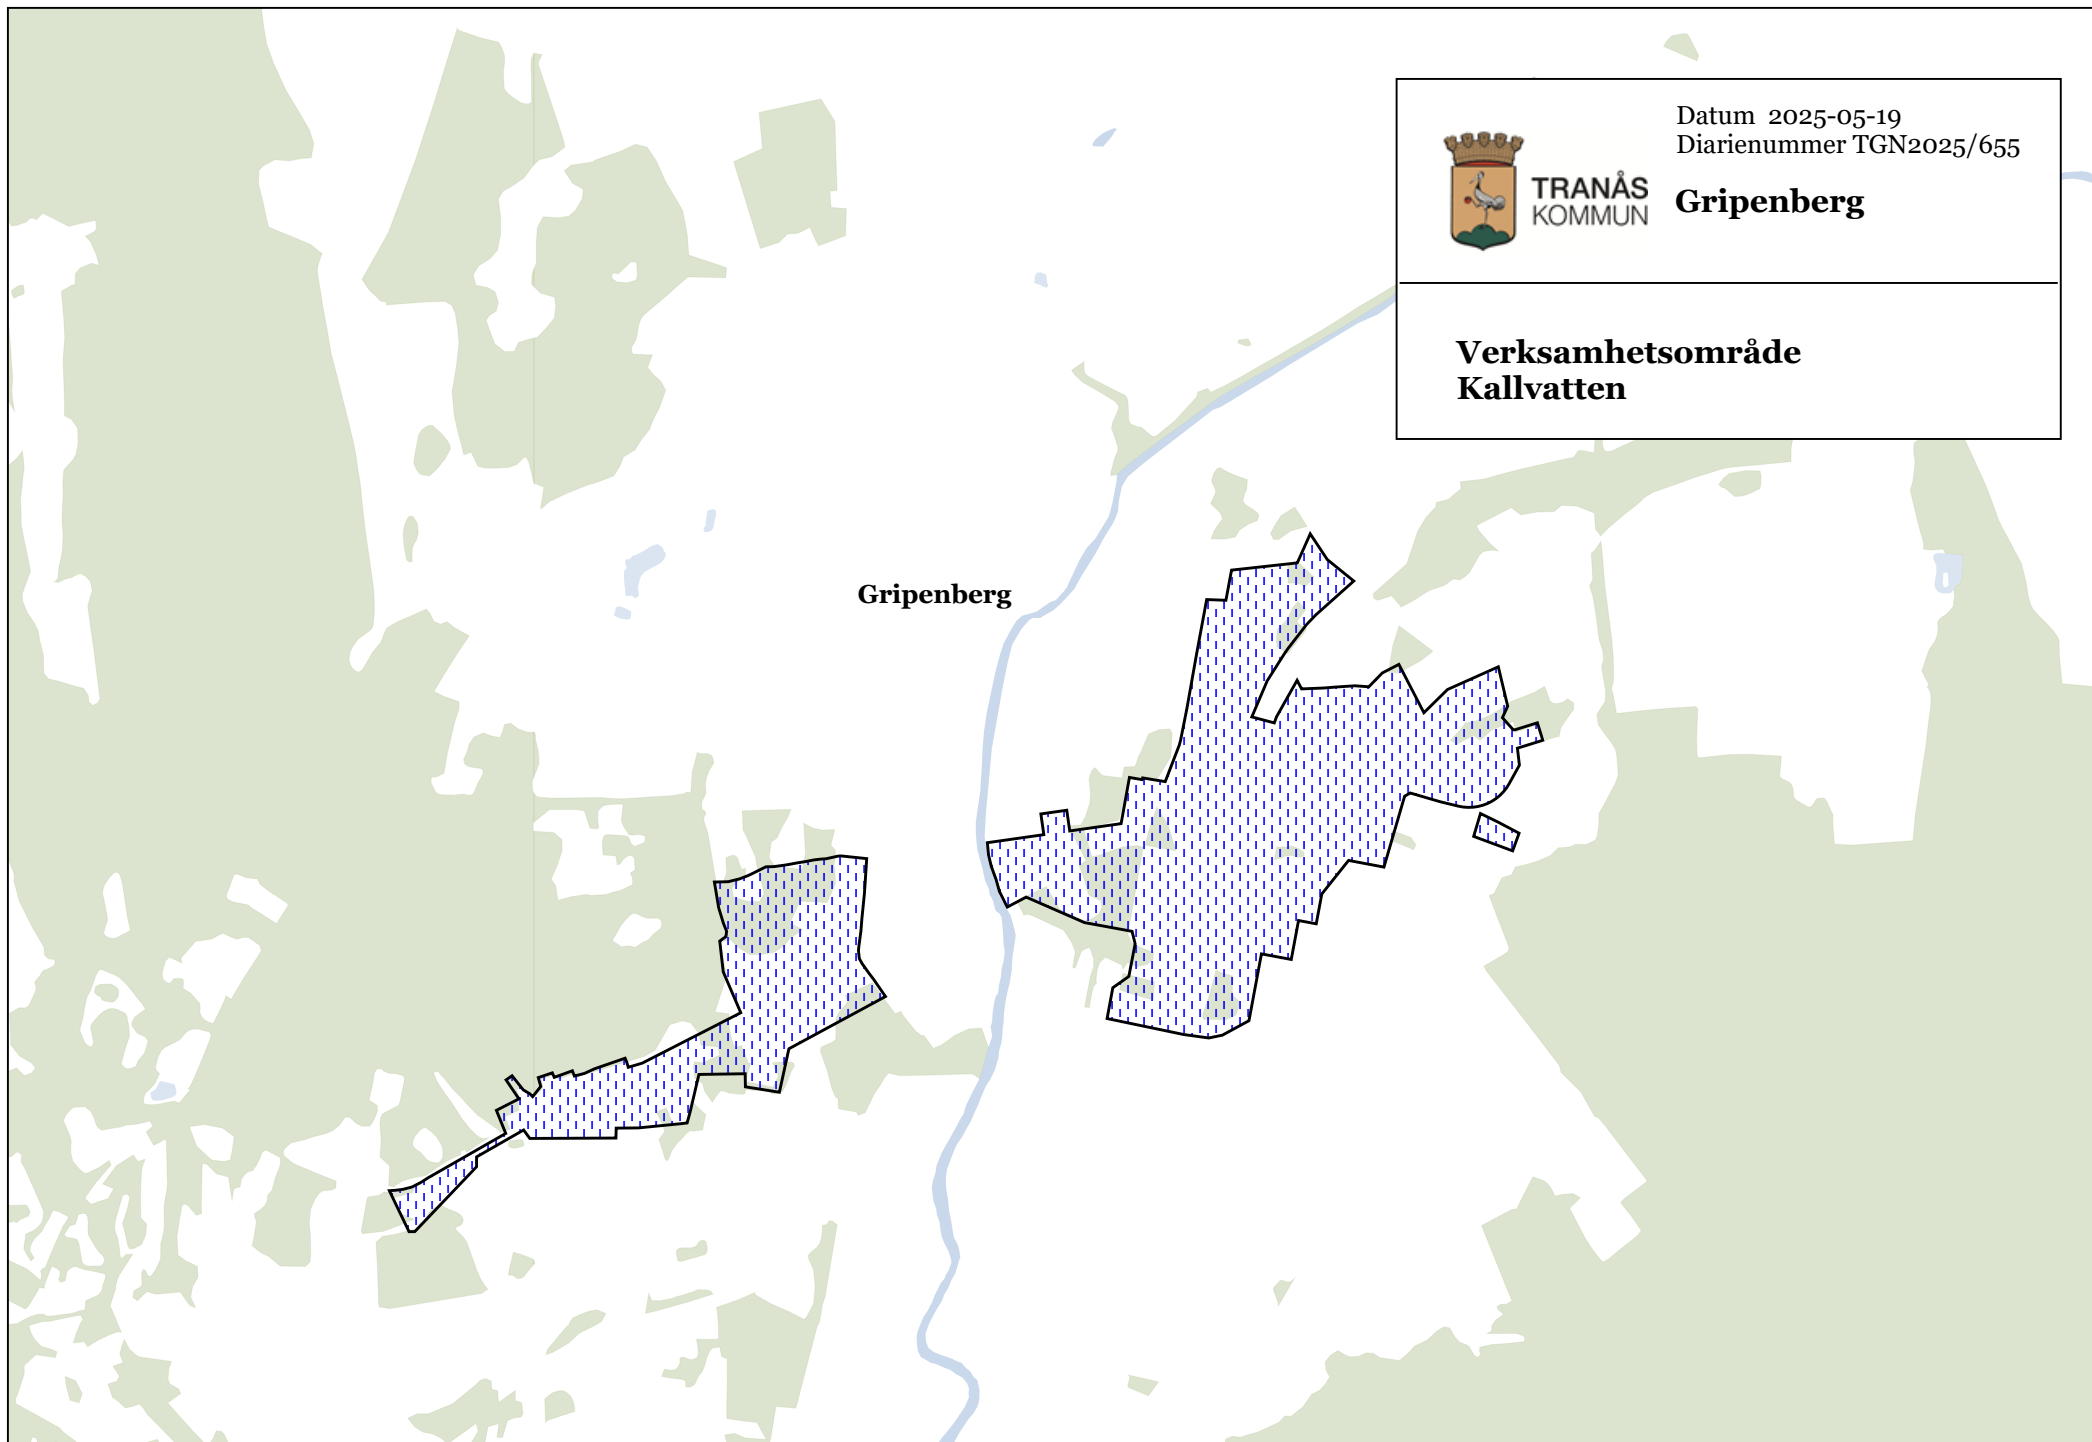 Datum 2025-05-19
Diarienummer TGN2025/655
TRANÅS
KOMMUN
Gripenberg
Verksamhetsområde
Kallvatten
Gripenberg